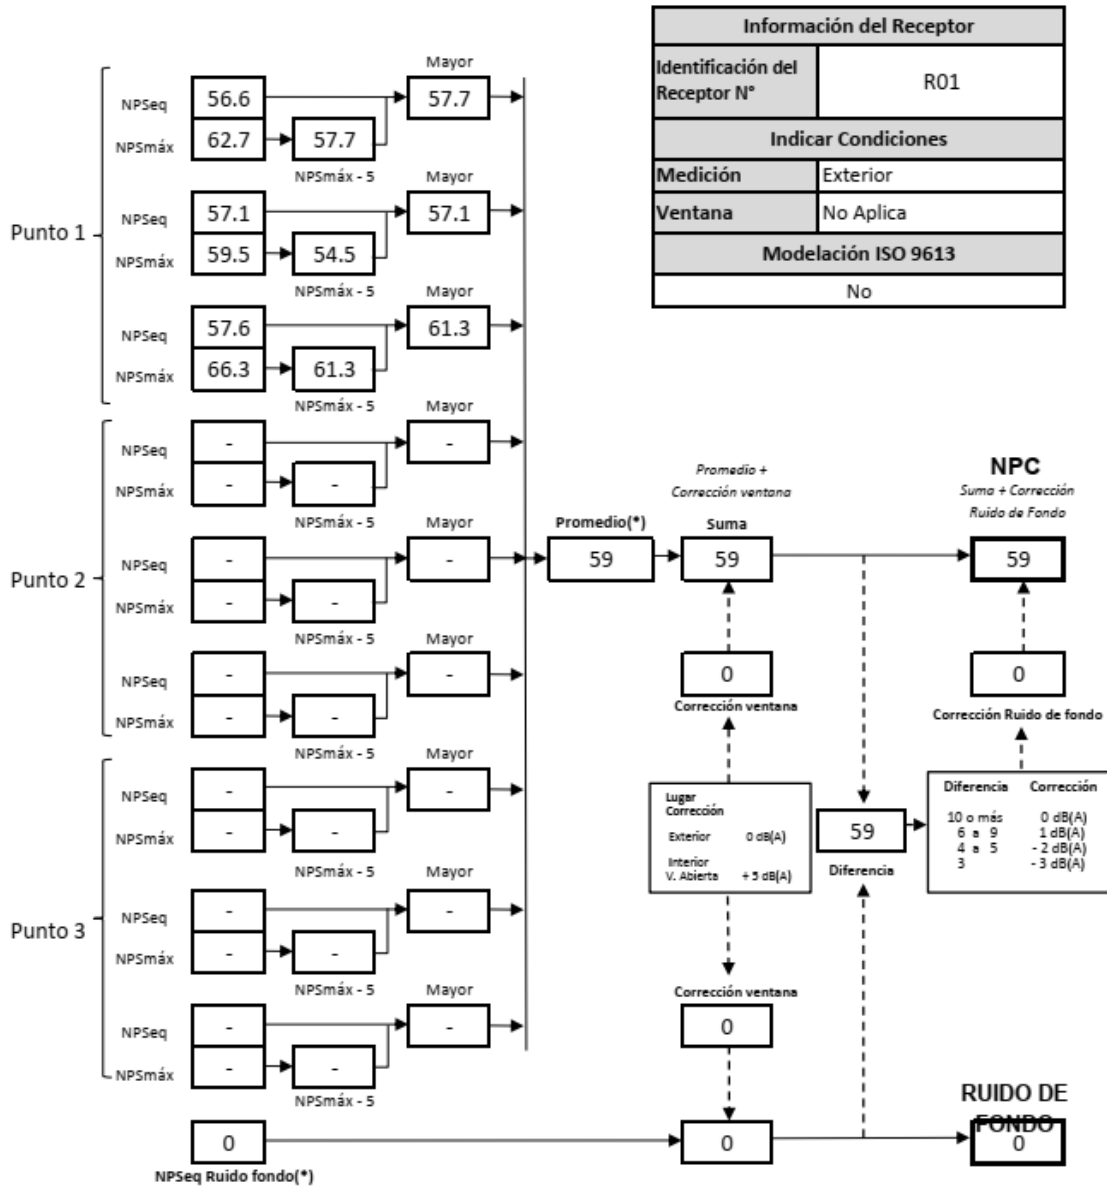 Información del Receptor
Identificación del
Receptor N°
R01
Indicar Condiciones
Medición
Exterior
Ventana
No Aplica
Modelación ISO 9613
No
Punto 1
Mayor
NPSeq
56.6
57.7
NPSmáx
62.7
57.7
NPSmáx - 5
Mayor
NPSeq
57.1
57.1
NPSmáx
59.5
54.5
NPSmáx - 5
Mayor
NPSeq
57.6
61.3
NPSmáx
66.3
61.3
NPSmáx - 5
Punto 2
Mayor
NPSeq
-
-
NPSmáx
-
-
NPSmáx - 5
Mayor
NPSeq
-
-
NPSmáx
-
-
NPSmáx - 5
Mayor
NPSeq
-
-
NPSmáx
-
-
NPSmáx - 5
Punto 3
Mayor
NPSeq
-
-
NPSmáx
-
-
NPSmáx - 5
Mayor
NPSeq
-
-
NPSmáx
-
-
NPSmáx - 5
Mayor
NPSeq
-
-
NPSmáx
-
-
NPSmáx - 5
0
NPSeq Ruido fondo(*)
Promedio(*)
59
Promedio +
Corrección ventana
Suma
59
0
Corrección ventana
Lugar
Corrección
Exterior 0 dB(A)
Interior
V. Abierta + 5 dB(A)
Corrección ventana
0
0
59
Diferencia
NPC
Suma + Corrección
Ruido de Fondo
59
0
Corrección Ruido de fondo
Diferencia Corrección
10 o más 0 dB(A)
6 a 9 1 dB(A)
4 a 5 - 2 dB(A)
3 - 3 dB(A)
RUIDO DE
FONDO
0